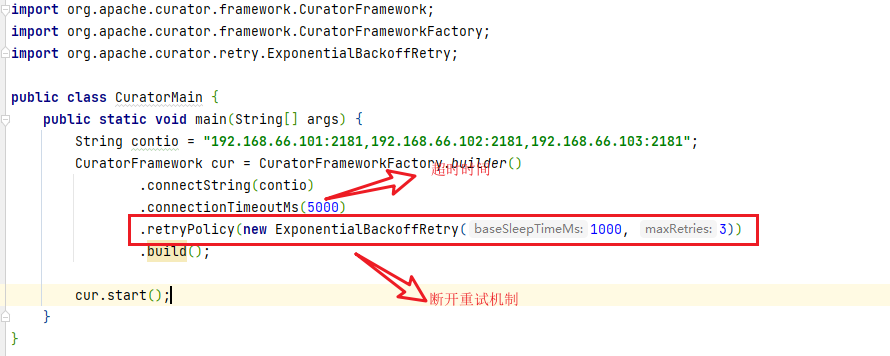 import org.apache.curator.framework.CuratorFramework;
import org.apache.curator.framework.CuratorFrameworkFactory;
import org.apache.curator.retry.ExponentialBackoffRetry;
public class CuratorMain {
public static void main(String[] args) {
String contio = "192.168.66.101:2181,192.168.66.102:2181,192.168.66.103:2181";
CuratorFramework cur = CuratorFrameworkFactory.builder()
超时时间
.connectString(contio)
.connectionTimeoutMs(5000)
.retryPolicy(new ExponentialBackoffRetry( baseSleepTimeMs: 1000, maxRetries: 3))
.build();
cur.start();
断开重试机制
}
}